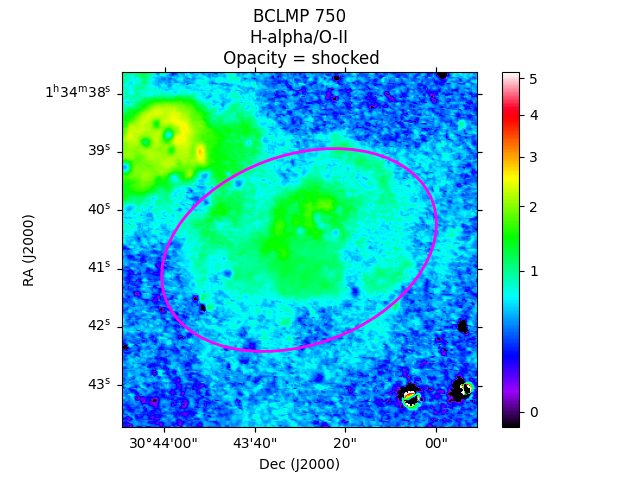 BCLMP 750
H-alpha/O-II
Opacity = shocked
1ʰ34ᵐ38ˢ
39ˢ
40ˢ
41ˢ
42ˢ
43ˢ
RA (J2000)
30°44'00" 43'40" 20" 00"
Dec (J2000)
5
4
3
2
1
0